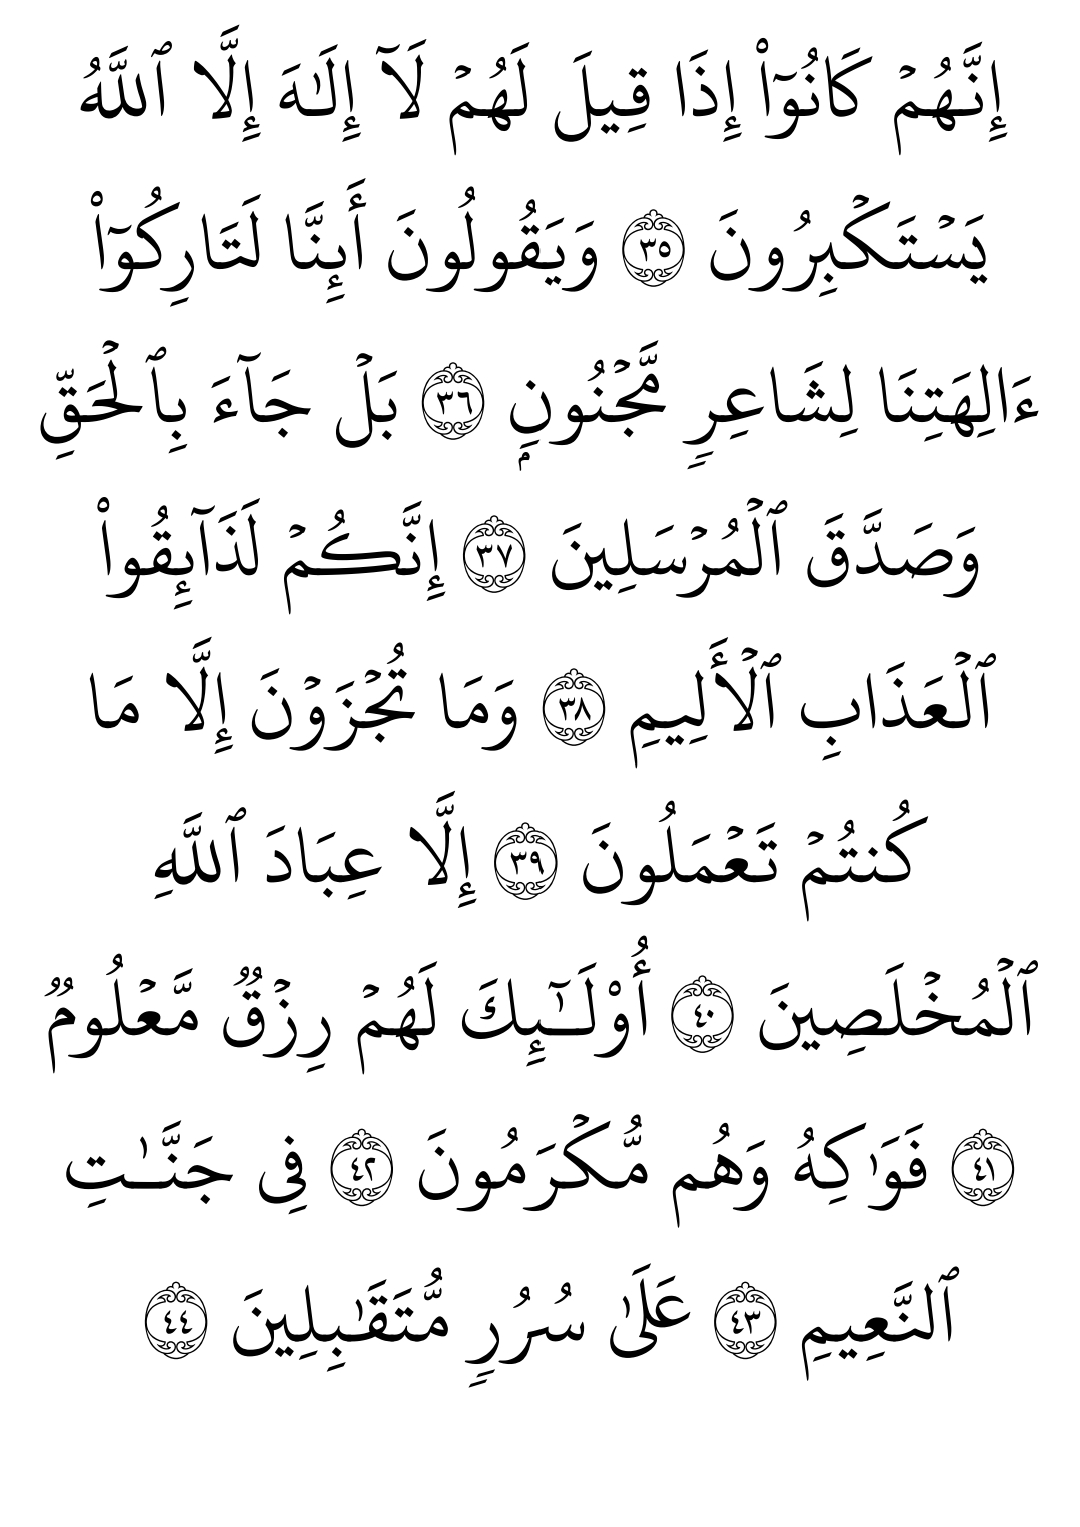 إِنَّهُمْ كَانُوٓا۟ إِذَا قِيلَ لَهُمْ لَآ إِلَـٰهَ إِلَّا ٱللَّهُ
يَسْتَكْبِرُونَ ٣٥ وَيَقُولُونَ أَئِنَّا لَتَارِكُوٓا۟
ءَالِهَتِنَا لِشَاعِرٍ مَّجْنُونٍۭ ٣٦ بَلْ جَآءَ بِٱلْحَقِّ
وَصَدَّقَ ٱلْمُرْسَلِينَ ٣٧ إِنَّكُمْ لَذَآئِقُوا۟
ٱلْعَذَابِ ٱلْأَلِيمِ ٣٨ وَمَا تُجْزَوْنَ إِلَّا مَا
كُنتُمْ تَعْمَلُونَ ٣٩ إِلَّا عِبَادَ ٱللَّهِ
ٱلْمُخْلَصِينَ ٤٠ أُو۟لَـٰٓئِكَ لَهُمْ رِزْقٌ مَّعْلُومٌ
٤١ فَوَٰكِهُ وَهُم مُّكْرَمُونَ ٤٢ فِى جَنَّـٰتِ
ٱلنَّعِيمِ ٤٣ عَلَىٰ سُرُرٍ مُّتَقَـٰبِلِينَ ٤٤